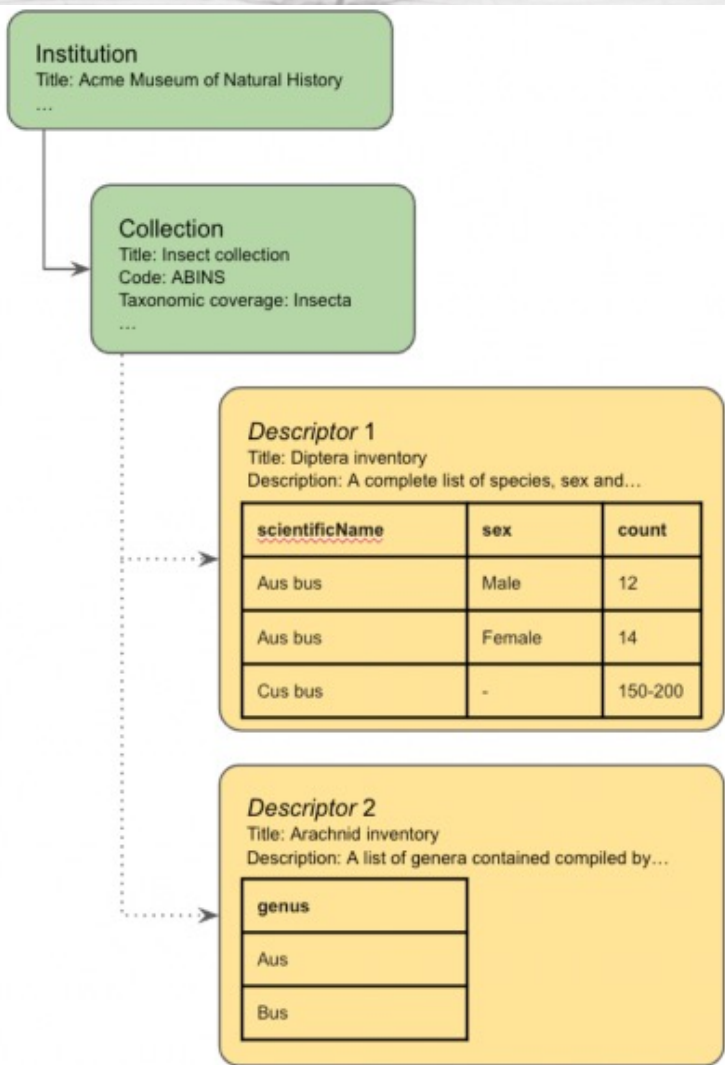 Institution
Title: Acme Museum of Natural History
...
Collection
Title: Insect collection
Code: ABINS
Taxonomic coverage: Insecta
...
Descriptor 1
Title: Diptera inventory
Description: A complete list of species, sex and...
scientificName sex count
Aus bus Male 12
Aus bus Female 14
Cus bus - 150-200
Descriptor 2
Title: Arachnid inventory
Description: A list of genera contained compiled by...
genus
Aus
Bus